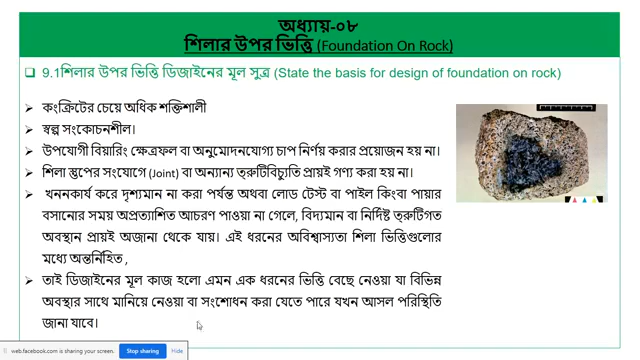 অধ্যায়-০৮
শিলার উপর ভিত্তি (Foundation On Rock)
9.1শিলার উপর ভিত্তি ডিজাইনের মূল সুত্র (State the basis for design of foundation on rock)
কংক্রিটের চেয়ে অধিক শক্তিশালী
স্বল্প সংকোচনশীল।
উপযোগী বিয়ারিং ক্ষেত্রফল বা অনুমোদনযোগ্য চাপ নির্ণয় করার প্রয়োজন হয় না।
শিলা স্তুপের সংযোগে (Joint) বা অন্যান্য ত্রুটিবিচ্যুতি প্রায়ই গণ্য করা হয় না।
খননকার্য করে দৃশ্যমান না করা পর্যন্ত অথবা লোড টেস্ট বা পাইল কিংবা পায়ার
বসানোর সময় অপ্রত্যাশিত আচরণ পাওয়া না গেলে, বিদ্যমান বা নির্দিষ্ট ত্রুটিগত
অবস্থান প্রায়ই অজানা থেকে যায়। এই ধরনের অবিশ্বাস্যতা শিলা ভিত্তিগুলোর
মধ্যে অন্তর্নিহিত ,
তাই ডিজাইনের মূল কাজ হলো এমন এক ধরনের ভিত্তি বেছে নেওয়া যা বিভিন্ন
অবস্থার সাথে মানিয়ে নেওয়া বা সংশোধন করা যেতে পারে যখন আসল পরিস্থিতি
জানা যাবে।
web.facebook.com is sharing your screen. Stop sharing Hide